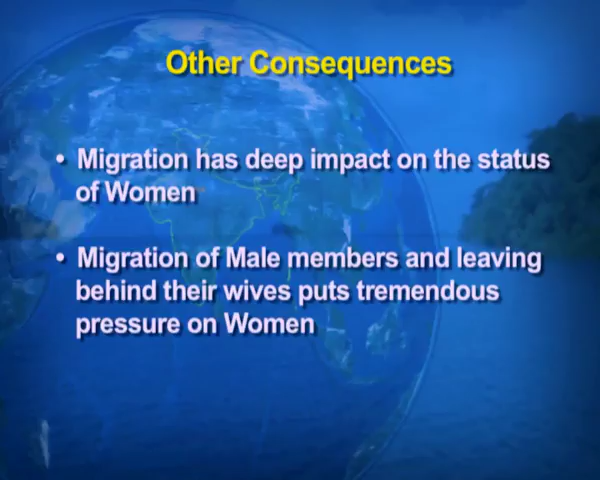 Other Consequences
• Migration has deep impact on the status
of Women
• Migration of Male members and leaving
behind their wives puts tremendous
pressure on Women